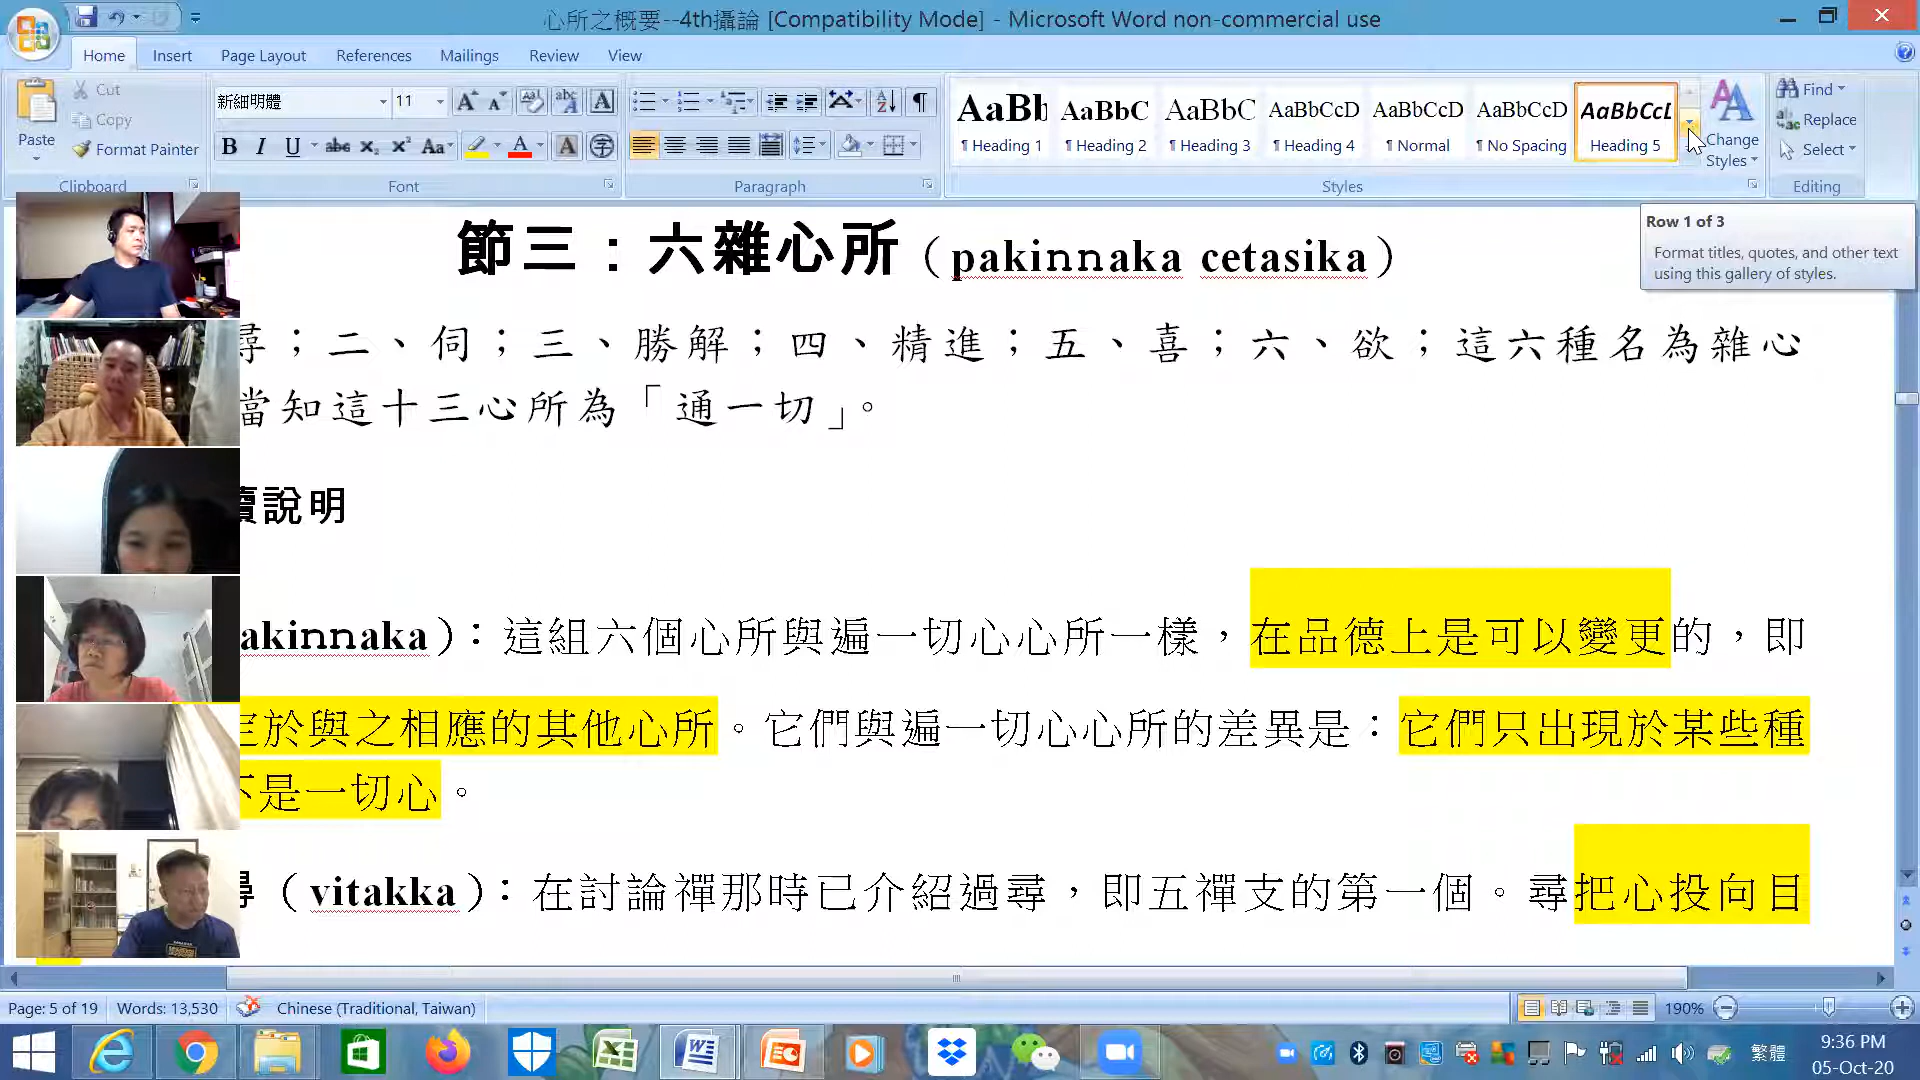 心所之概要--4th攝論 [Compatibility Mode] - Microsoft Word non-commercial use
Home Insert Page Layout References Mailings Review View
Paste
Cut
Copy
Format Painter
Clipboard
新細明體 11
Font
Paragraph
AaBb AaBbC AaBbC AaBbCcD AaBbCcD AaBbCcD AaBbCcD
¶ Heading 1 ¶ Heading 2 ¶ Heading 3 ¶ Heading 4 ¶ Normal ¶ No Spacing Heading 5
Styles
Change Styles
Find
Replace
Select
Editing
Row 1 of 3
Format titles, quotes, and other text
using this gallery of styles.
節三：六雜心所（pakinnaka cetasika）
尋；二、伺；三、勝解；四、精進；五、喜；六、欲；這六種名為雜心
當知這十三心所為「通一切」。
讀說明
akinnaka）：這組六個心所與遍一切心心所一樣，在品德上是可以變更的，即
定於與之相應的其他心所。它們與遍一切心心所的差異是：它們只出現於某些種
不是一切心。
尋（vitakka）：在討論禪那時已介紹過尋，即五禪支的第一個。尋把心投向目
Page: 5 of 19 Words: 13,530 Chinese (Traditional, Taiwan) 190%
繁體
9:36 PM
05-Oct-20